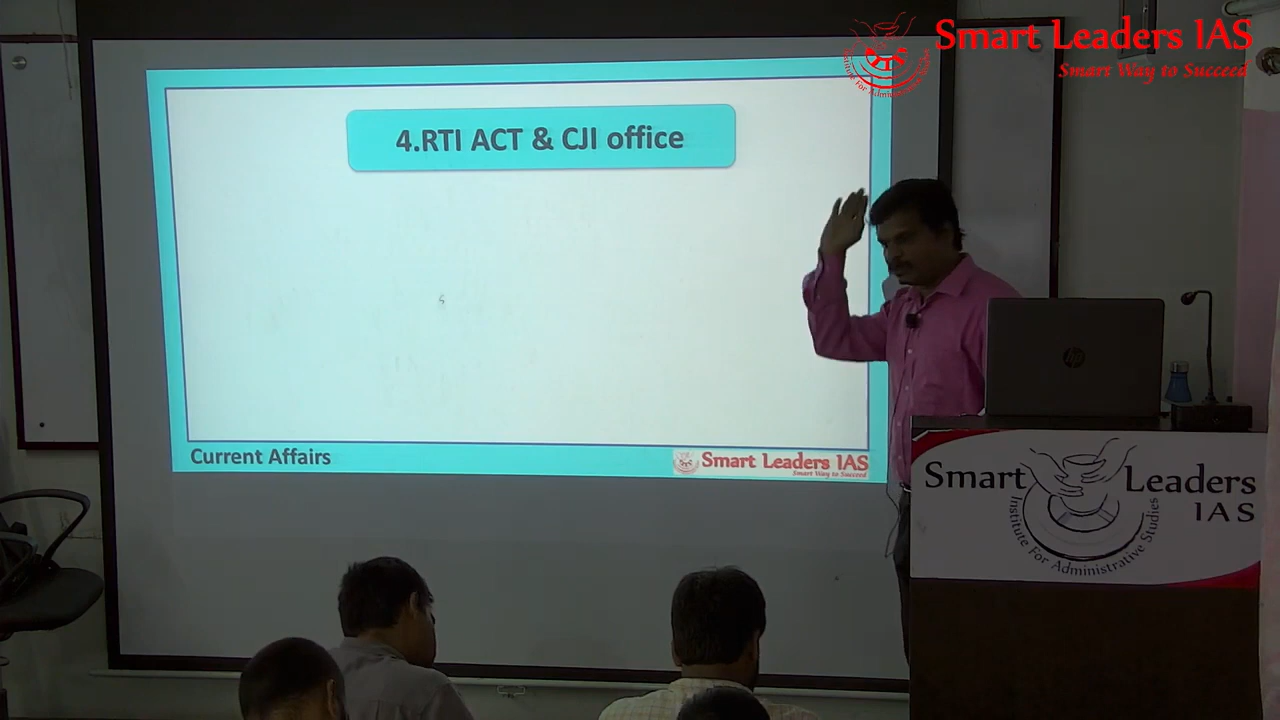 Smart Leaders IAS
Smart Way to Succeed
4.RTI ACT & CJI office
Current Affairs
Smart Leaders IAS
Smart Way to Succeed
Smart Leaders
IAS
Institute For Administrative Studies
hp